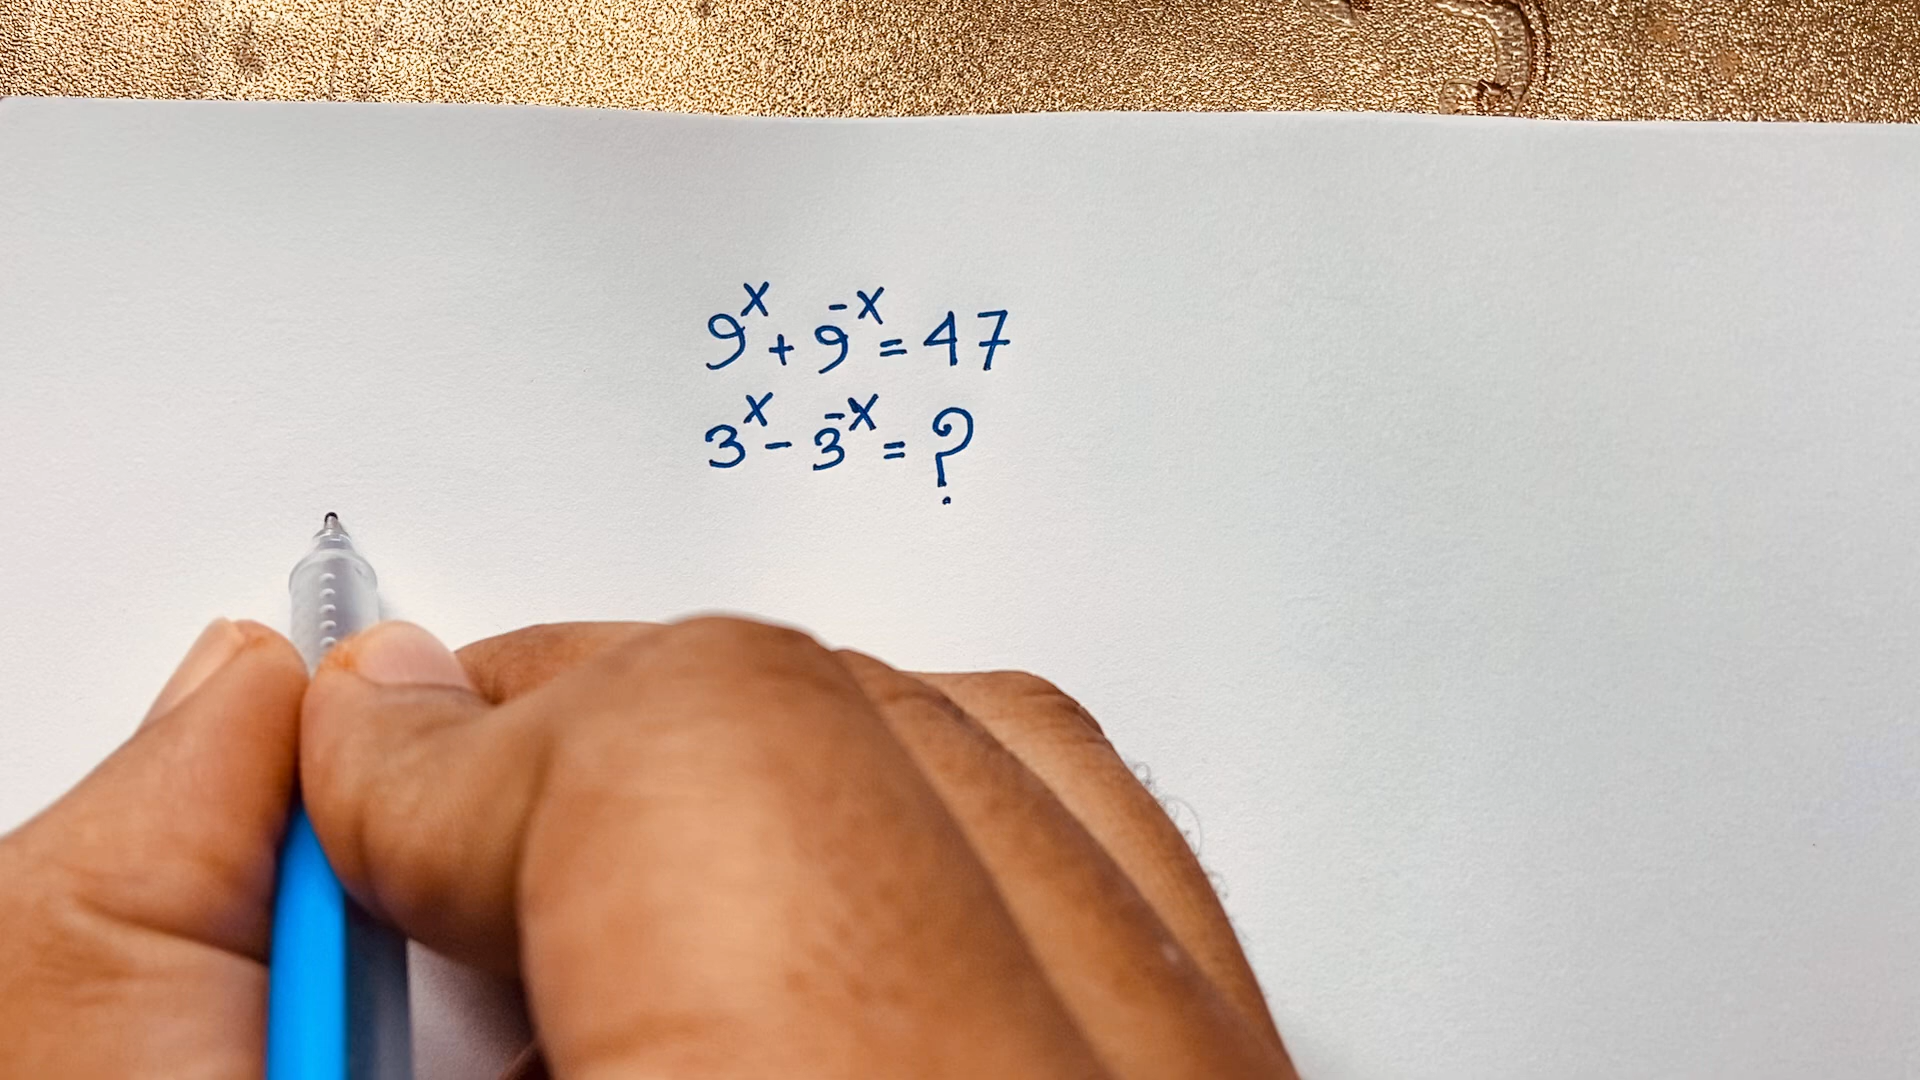 9^x + 9^-x = 47
3^x - 3^-x = ?